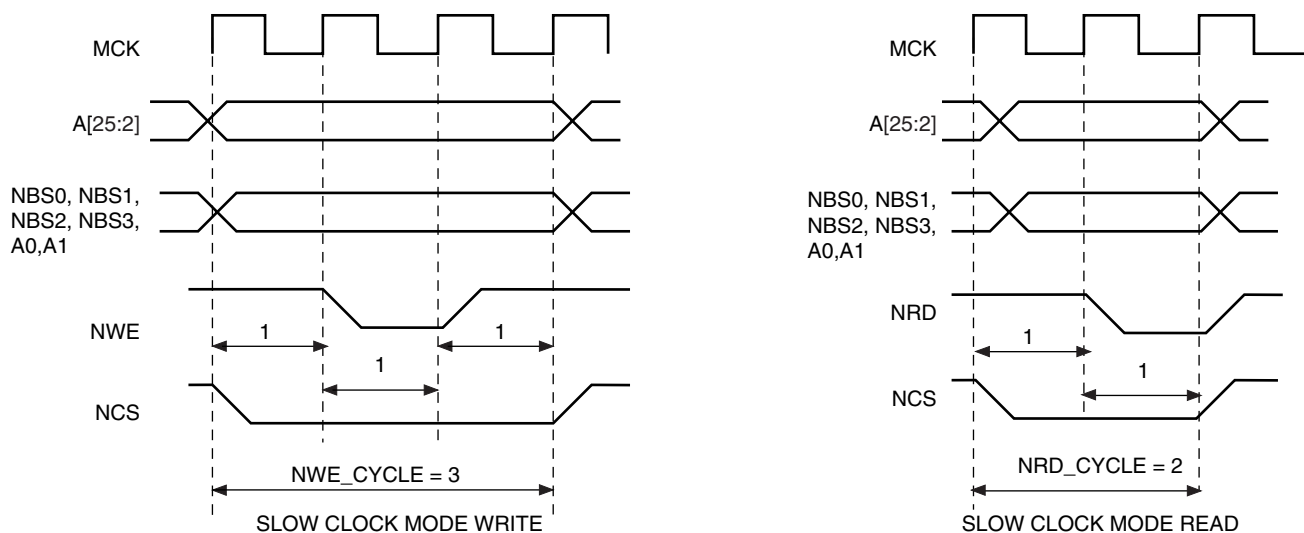 MCK
A[25:2]
NBS0, NBS1,
NBS2, NBS3,
A0,A1
NWE
1
1
1
NCS
NWE_CYCLE = 3
SLOW CLOCK MODE WRITE
MCK
A[25:2]
NBS0, NBS1,
NBS2, NBS3,
A0,A1
NRD
1
1
NCS
NRD_CYCLE = 2
SLOW CLOCK MODE READ